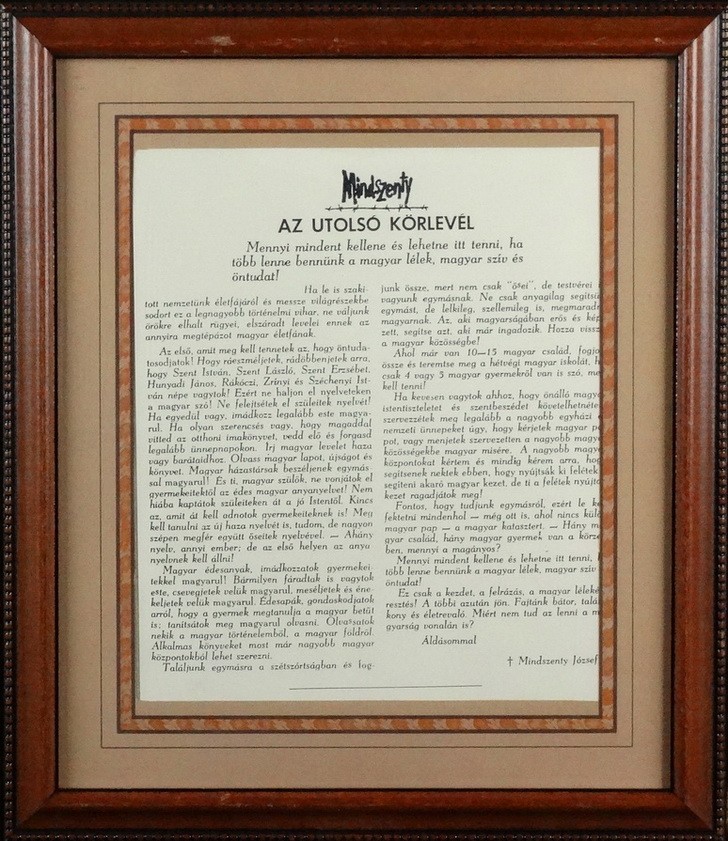 Mindszenty
AZ UTOLSÓ KÖRLEVÉL
Mennyi mindent kellene és lehetne itt tenni, ha
több lenne bennünk a magyar lélek, magyar szív és
öntudat!
Ha le is szaki-
tott nemzetünk életfájáról és messze világrészekbe
sodort ez a legnagyobb történelmi vihar, ne váljunk
örökre elhalt rügyei, elszáradt levelei ennek az
annyira megtépázott magyar életfának.
Az első, amit meg kell tennetek az, hogy öntuda-
tosodjatok! Hogy ráeszméljetek, rádöbbenjetek arra,
hogy Szent István, Szent László, Szent Erzsébet,
Hunyadi János, Rákóczi, Zrínyi és Széchenyi Ist-
ván népe vagytok! Ezért ne haljon el nyelveteken
a magyar szó! Ne felejtsétek el szüleitek nyelvét!
Ha egyedül vagy, imádkozz legalább este magya-
rul. Ha olyan szerencsés vagy, hogy magaddal
vitted az otthoni imakönyvet, vedd elő és forgasd
legalább ünnepnapokon. Írj magyar levelet haza
vagy barátaidhoz. Olvass magyar lapot, újságot és
könyvet. Magyar házastársak beszéljenek egymás-
sal magyarul! És ti, magyar szülők, ne vonjátok el
gyermekeitektől az édes magyar anyanyelvet! Nem
hiába kaptátok szüleiteken át a jó Istentől. Kincs
az, amit át kell adnotok gyermekeiteknek is! Meg
kell tanulni az új haza nyelvét is, tudom, de nagyon
szépen megfér együtt őseitek nyelvével. — Ahány
nyelv, annyi ember; de az első helyen az anya-
nyelvnek kell állni!
Magyar édesanyák, imádkozzatok gyermekei-
tekkel magyarul! Bármilyen fáradtak is vagytok
este, csevegjetek velük magyarul, meséljetek és éne-
keljetek velük magyarul. Édesapák, gondoskodjatok
arról, hogy a gyermek megtanulja a magyar betűt
is; tanítsátok meg magyarul olvasni. Olvassatok
nekik a magyar történelemből, a magyar földről.
Alkalmas könyveket most már nagyobb magyar
központokból lehet szerezni.
Találjunk egymásra a szétszórtságban és fog-
junk össze, mert nem csak "ősei", de testvérei
vagyunk egymásnak. Ne csak anyagilag segítsü
egymást, de lelkileg, szellemileg is, megmaradn
magyarnak. Az, aki magyarságában erős és kép
zett, segítse azt, aki már ingadozik. Hozza vissz
a magyar közösségbe!
Ahol már van 10—15 magyar család, fogjo
össze és teremtse meg a hétvégi magyar iskolát, h
csak 4 vagy 5 magyar gyermekről van is szó, me
kell tenni!
Ha kevesen vagytok ahhoz, hogy önálló magya
istentiszteletet és szentbeszédet követelhetnéte
szervezzétek meg legalább a nagyobb egyházi é
nemzeti ünnepeket úgy, hogy kérjetek magyar pa
pot, vagy menjetek szervezetten a nagyobb magy
közösségekbe magyar misére. A nagyobb magy
központokat kértem és mindig kérem arra, hog
segítsenek nektek ebben, hogy nyújtsák ki felétek
segíteni akaró magyar kezet, de ti a felétek nyújto
kezet ragadjátok meg!
Fontos, hogy tudjunk egymásról, ezért le k
fektetni mindenhol — még ott is, ahol nincs külö
magyar pap — a magyar katasztert. — Hány m
gyar család, hány magyar gyermek van a körze
ben, mennyi a magányos?
Mennyi mindent kellene és lehetne itt tenni, h
több lenne bennünk a magyar lélek, magyar szív
öntudat!
Ez csak a kezdet, a felrázás, a magyar léleké
resztés! A többi azután jön. Fajtánk bátor, talá
kony és életrevaló. Miért nem tud az lenni a m
gyarság vonalán is?
Áldásommal
† Mindszenty József